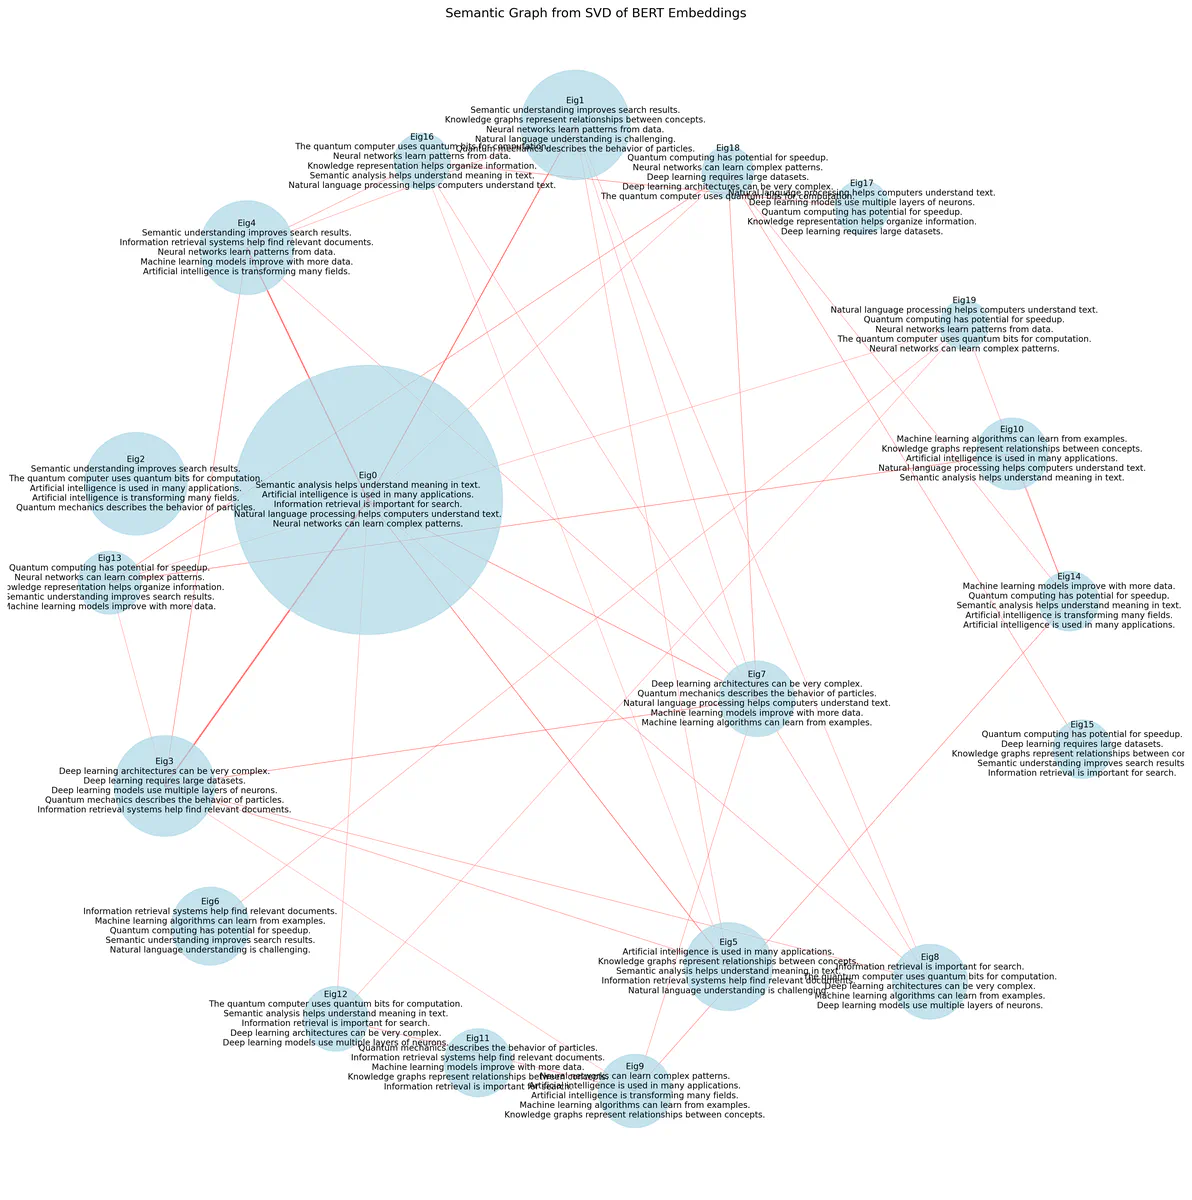 Semantic Graph from SVD of BERT Embeddings
Eig1
Semantic understanding improves search results.
Knowledge graphs represent relationships between concepts.
Neural networks learn patterns from data.
Natural language understanding is challenging.
Quantum mechanics describes the behavior of particles.
Eig16
The quantum computer uses quantum bits for computation.
Neural networks learn patterns from data.
Knowledge representation helps organize information.
Semantic analysis helps understand meaning in text.
Natural language processing helps computers understand text.
Eig18
Quantum computing has potential for speedup.
Neural networks can learn complex patterns.
Deep learning requires large datasets.
Deep learning architectures can be very complex.
The quantum computer uses quantum bits for computation.
Eig17
Natural language processing helps computers understand text.
Deep learning models use multiple layers of neurons.
Quantum computing has potential for speedup.
Knowledge representation helps organize information.
Deep learning requires large datasets.
Eig4
Semantic understanding improves search results.
Information retrieval systems help find relevant documents.
Neural networks learn patterns from data.
Machine learning models improve with more data.
Artificial intelligence is transforming many fields.
Eig19
Natural language processing helps computers understand text.
Quantum computing has potential for speedup.
Neural networks learn patterns from data.
The quantum computer uses quantum bits for computation.
Neural networks can learn complex patterns.
Eig10
Machine learning algorithms can learn from examples.
Knowledge graphs represent relationships between concepts.
Artificial intelligence is used in many applications.
Natural language processing helps computers understand text.
Semantic analysis helps understand meaning in text.
Eig2
Semantic understanding improves search results.
The quantum computer uses quantum bits for computation.
Artificial intelligence is used in many applications.
Artificial intelligence is transforming many fields.
Quantum mechanics describes the behavior of particles.
Eig0
Semantic analysis helps understand meaning in text.
Artificial intelligence is used in many applications.
Information retrieval is important for search.
Natural language processing helps computers understand text.
Neural networks can learn complex patterns.
Eig13
Quantum computing has potential for speedup.
Neural networks can learn complex patterns.
owledge representation helps organize information.
Semantic understanding improves search results.
Machine learning models improve with more data.
Eig14
Machine learning models improve with more data.
Quantum computing has potential for speedup.
Semantic analysis helps understand meaning in text.
Artificial intelligence is transforming many fields.
Artificial intelligence is used in many applications.
Eig7
Deep learning architectures can be very complex.
Quantum mechanics describes the behavior of particles.
Natural language processing helps computers understand text.
Machine learning models improve with more data.
Machine learning algorithms can learn from examples.
Eig15
Quantum computing has potential for speedup.
Deep learning requires large datasets.
Knowledge graphs represent relationships between cor
Semantic understanding improves search results
Information retrieval is important for search.
Eig3
Deep learning architectures can be very complex.
Deep learning requires large datasets.
Deep learning models use multiple layers of neurons.
Quantum mechanics describes the behavior of particles.
Information retrieval systems help find relevant documents.
Eig6
Information retrieval systems help find relevant documents.
Machine learning algorithms can learn from examples.
Quantum computing has potential for speedup.
Semantic understanding improves search results.
Natural language understanding is challenging.
Eig5
Artificial intelligence is used in many applications.
Knowledge graphs represent relationships between concepts.
Semantic analysis helps understand meaning in text.
Information retrieval systems help find relevant documents.
Natural language understanding is challenging.
Eig8
Information retrieval is important for search.
The quantum computer uses quantum bits for computation.
Deep learning architectures can be very complex.
Machine learning algorithms can learn from examples.
Deep learning models use multiple layers of neurons.
Eig12
The quantum computer uses quantum bits for computation.
Semantic analysis helps understand meaning in text.
Information retrieval is important for search.
Deep learning architectures can be very complex.
Deep learning models use multiple layers of neurons.
Eig11
Quantum mechanics describes the behavior of particles.
Information retrieval systems help find relevant documents.
Machine learning models improve with more data.
Knowledge graphs represent relationships between concepts.
Information retrieval is important for search.
Eig9
Neural networks can learn complex patterns.
Artificial intelligence is used in many applications.
Artificial intelligence is transforming many fields.
Machine learning algorithms can learn from examples.
Knowledge graphs represent relationships between concepts.